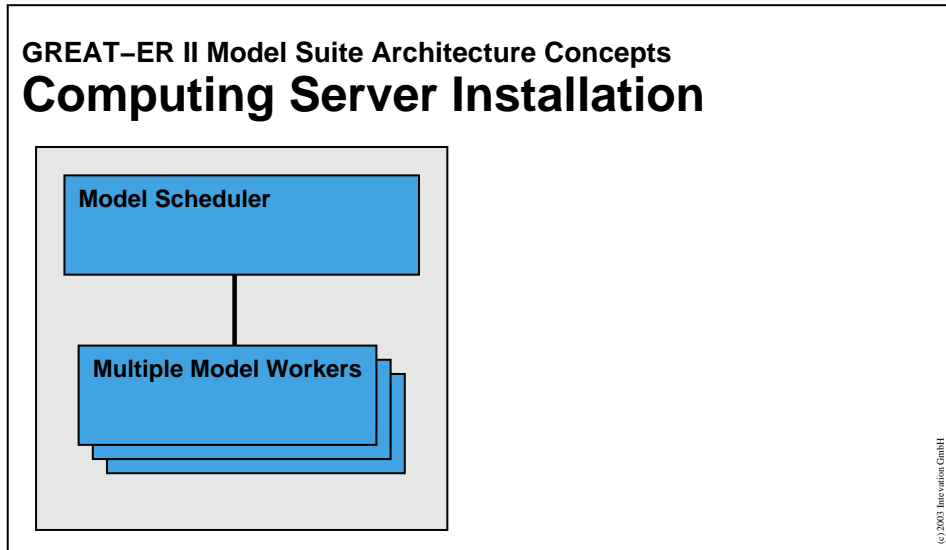 GREAT−ER II Model Suite Architecture Concepts
Computing Server Installation
Model Scheduler
Multiple Model Workers
(c) 2003 Intevation GmbH